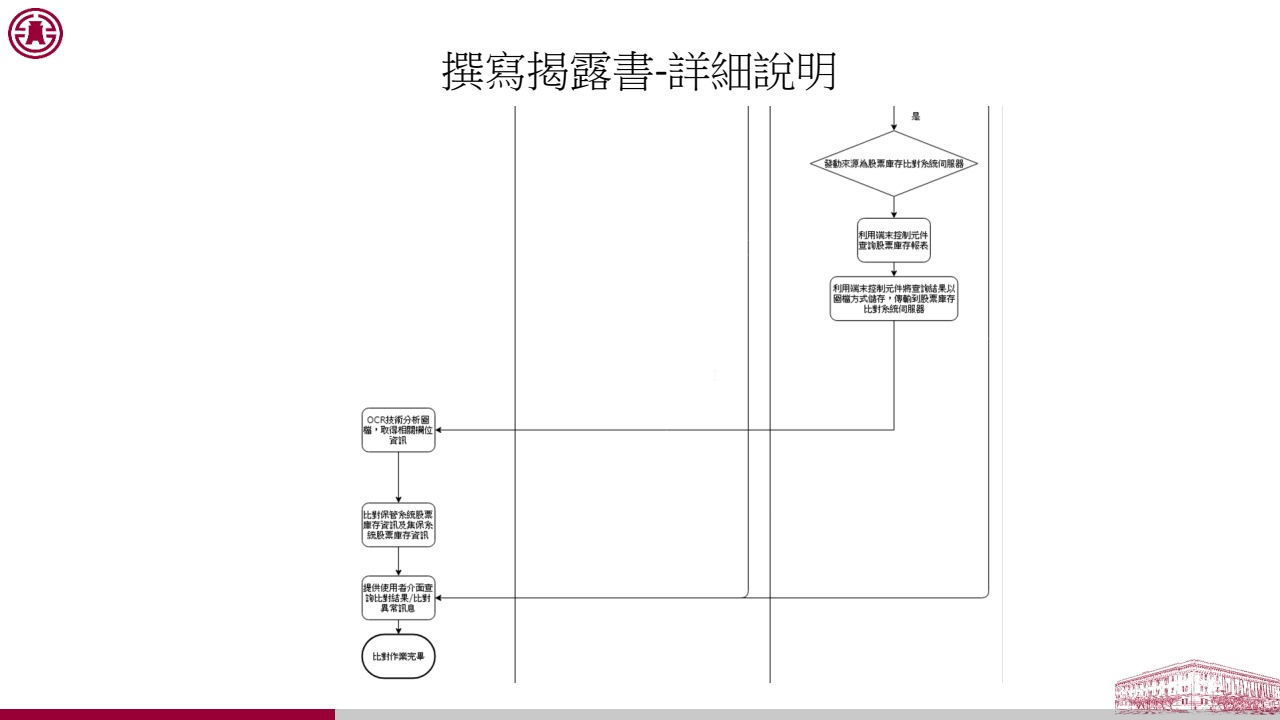 撰寫揭露書-詳細說明
是
發動來源為股票庫存比對系統伺服器
利用端末控制元件
查詢股票庫存報表
利用端末控制元件將查詢結果以
圖檔方式儲存，傳輸到股票庫存
比對系統伺服器
OCR技術分析圖
檔，取得相關欄位
資訊
比對保管系統股票
庫存資訊及集保系
統股票庫存資訊
提供使用者介面查
詢比對結果/比對
異常訊息
比對作業完畢